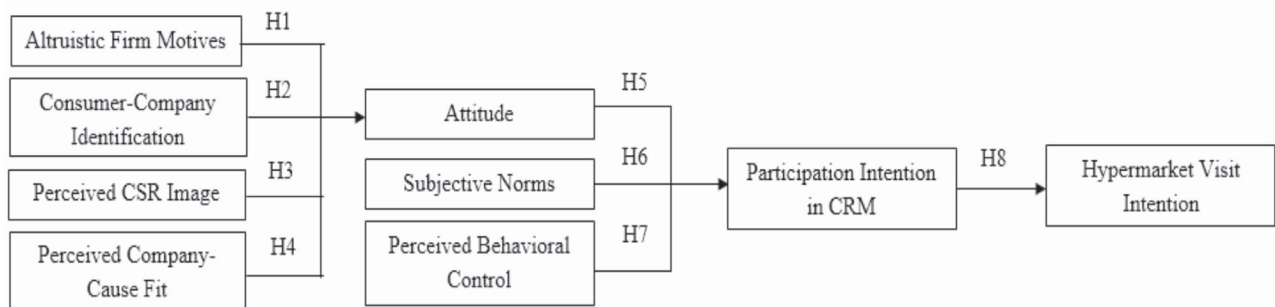 Altruistic Firm Motives
H1
Consumer-Company
Identification
H2
Perceived CSR Image
H3
Perceived Company-
Cause Fit
H4
Attitude
H5
Subjective Norms
H6
Perceived Behavioral
Control
H7
Participation Intention
in CRM
H8
Hypermarket Visit
Intention